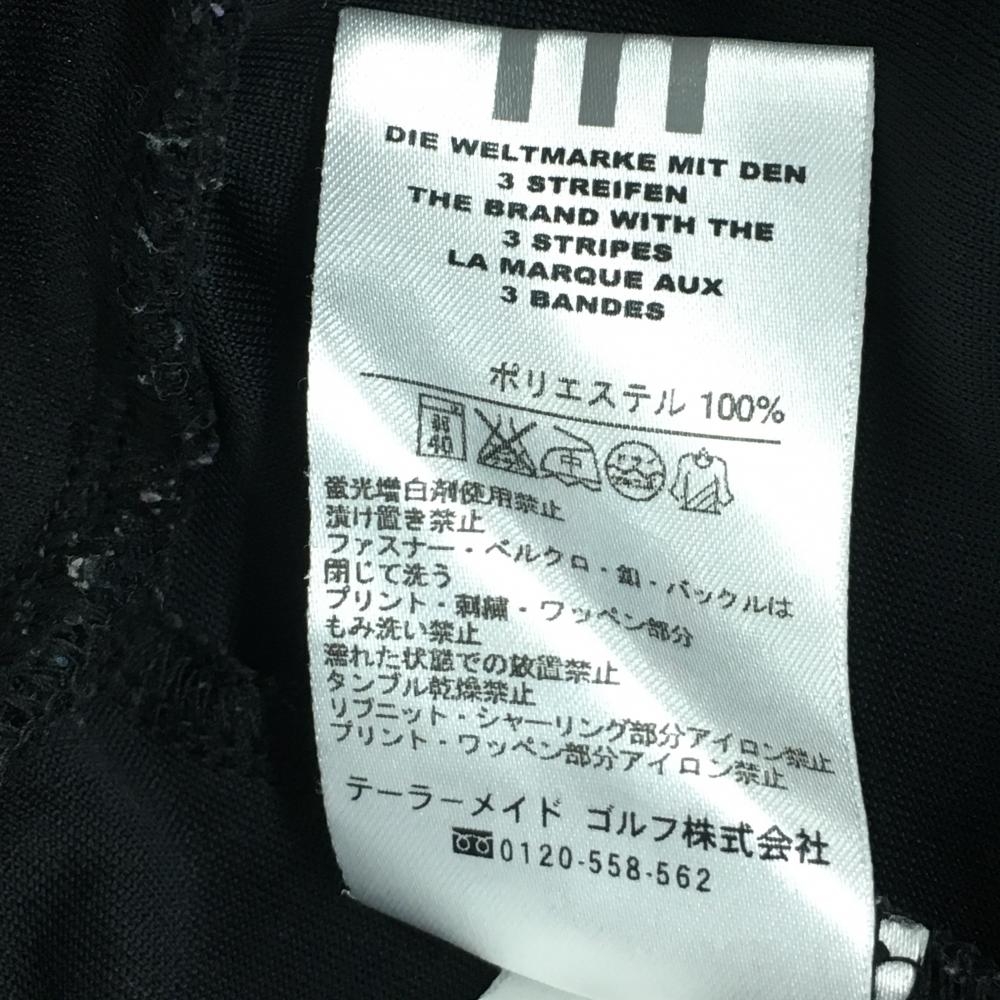 DIE WELTMARKE MIT DEN
3 STREIFEN
THE BRAND WITH THE
3 STRIPES
LA MARQUE AUX
3 BANDES
ポリエステル 100%
弱
40
中
蛍光増白剤使用禁止
漬け置き禁止
ファスナー・ベルクロ・釦・バックルは
閉じて洗う
プリント・刺繍・ワッペン部分
もみ洗い禁止
濡れた状態での放置禁止
タンブル乾燥禁止
リブニット・シャーリング部分アイロン禁止
プリント・ワッペン部分アイロン禁止
テーラーメイド ゴルフ株式会社
0120-558-562